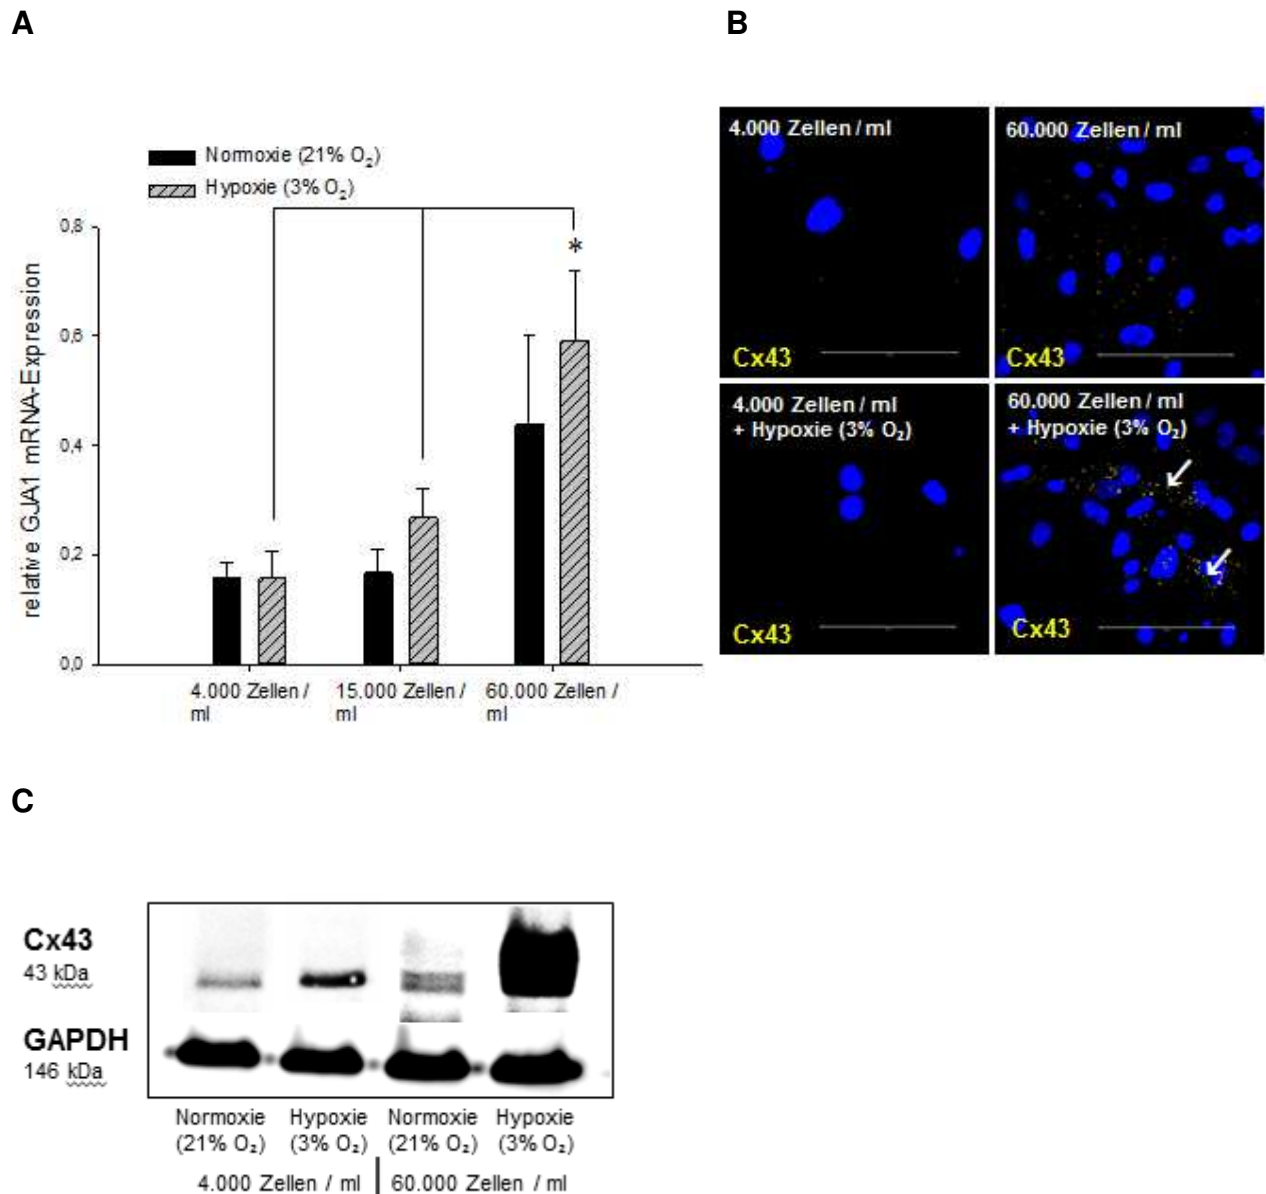 A
B
Normoxie (21% O₂)
Hypoxie (3% O₂)
*
0,8
0,6
0,4
0,2
0,0
relative GJA1 mRNA-Expression
4.000 Zellen /
ml
15.000 Zellen /
ml
60.000 Zellen /
ml
4.000 Zellen / ml
Cx43
60.000 Zellen / ml
Cx43
4.000 Zellen / ml
+ Hypoxie (3% O₂)
Cx43
60.000 Zellen / ml
+ Hypoxie (3% O₂)
Cx43
C
Cx43
43 kDa
GAPDH
146 kDa
Normoxie
(21% O₂)
Hypoxie
(3% O₂)
Normoxie
(21% O₂)
Hypoxie
(3% O₂)
4.000 Zellen / ml
60.000 Zellen / ml